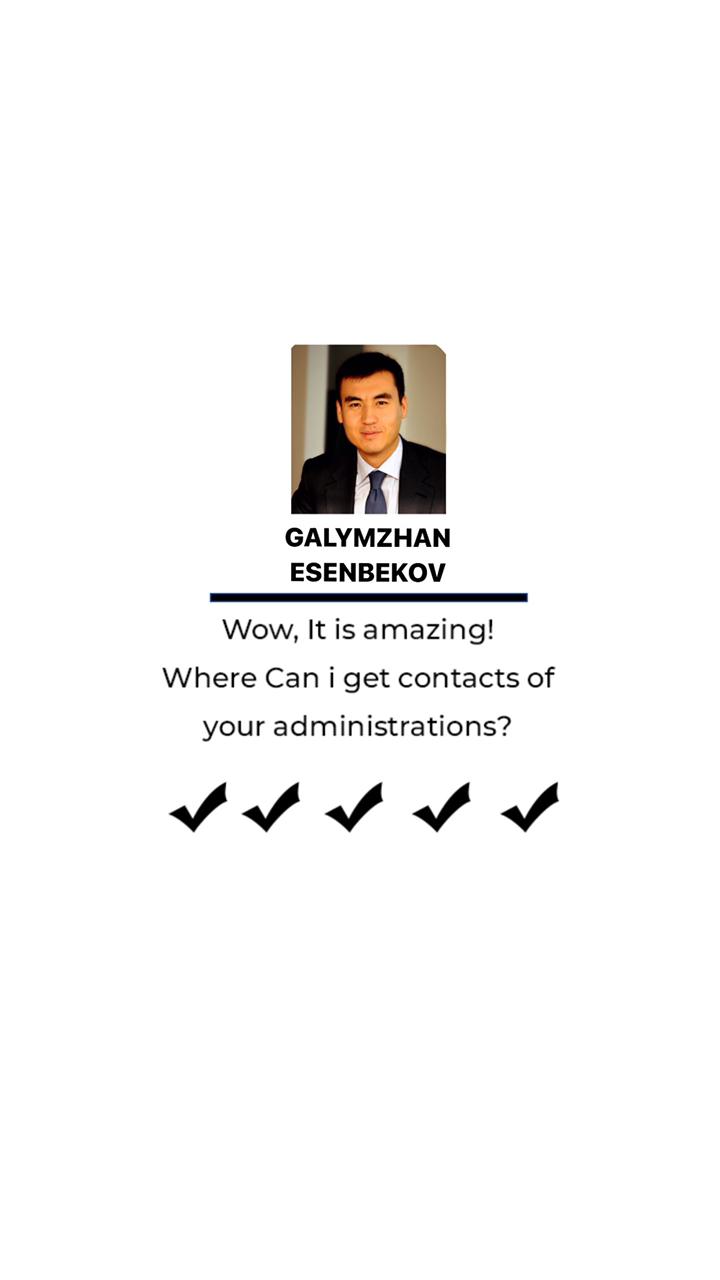 GALYMZHAN
ESENBEKOV
Wow, It is amazing!
Where Can i get contacts of
your administrations?